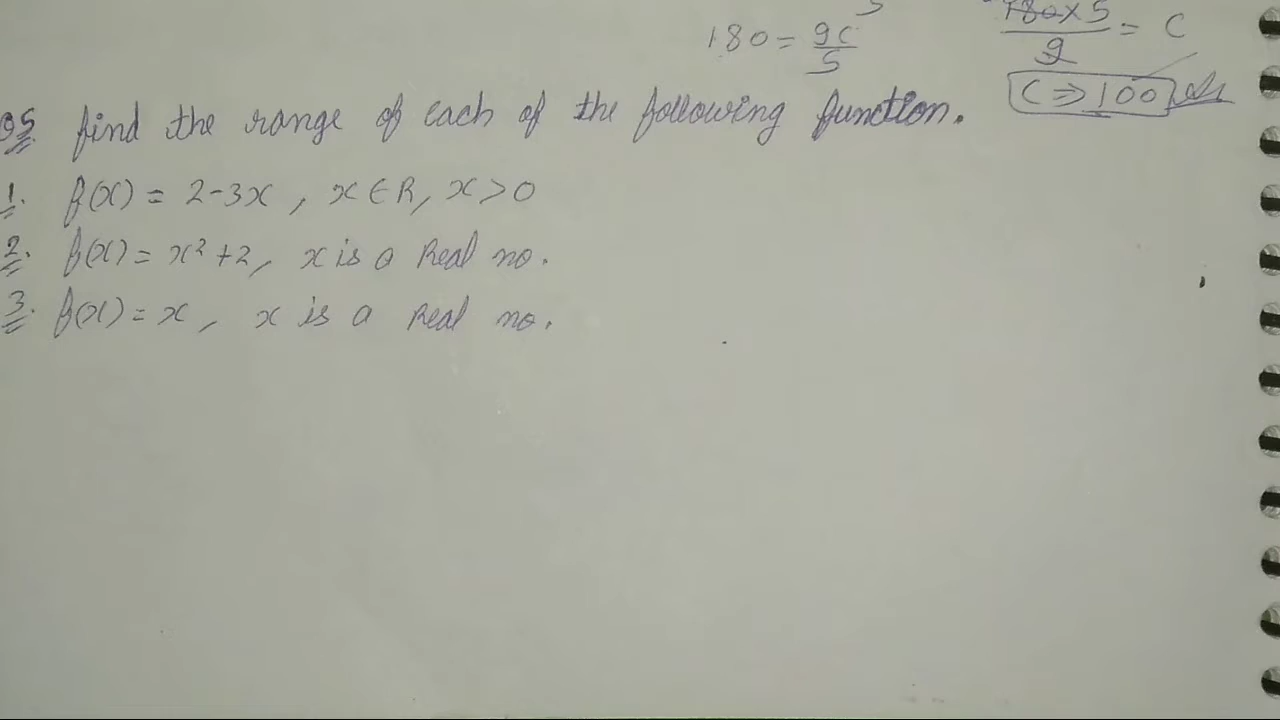 180×5/9 = C
180 = 9C/5
C ⇒ 100 Ans
Q5. find the range of each of the following function.
1. f(x) = 2-3x, x∈R, x>0
2. f(x) = x²+2, x is a Real no.
3. f(x) = x, x is a Real no.